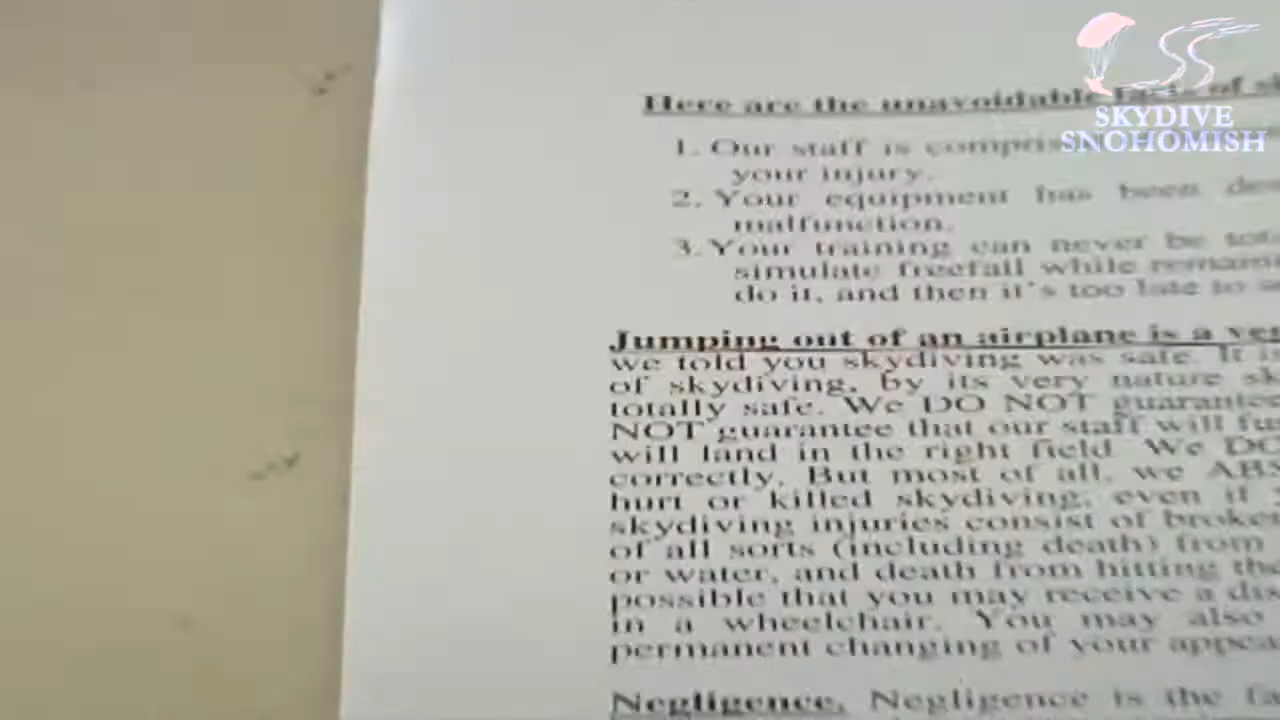 SKYDIVE
SNOHOMISH
Here are the unavoidable facts of
1. Our staff is
your injury.
2. Your equipment has been
malfunction.
3. Your training can never be
simulate freefall while
do it, and then it's too late to
Jumping out of an airplane is a
we told you skydiving was safe. It
of skydiving, by its very nature
totally safe. We DO NOT guarantee
NOT guarantee that our staff will
will land in the right field. We
correctly. But most of all, we
hurt or killed skydiving, even if
skydiving injuries consist of
of all sorts (including death) from
or water, and death from hitting the
possible that you may receive a
in a wheelchair. You may also
permanent changing of your
Negligence. Negligence is the